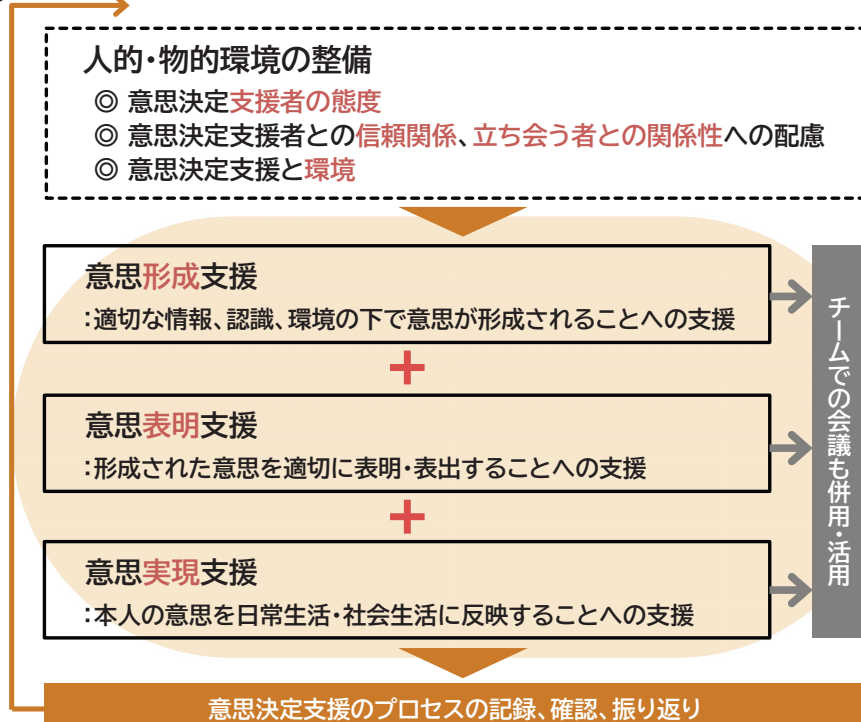 人的・物的環境の整備
◎ 意思決定支援者の態度
◎ 意思決定支援者との信頼関係、立ち会う者との関係性への配慮
◎ 意思決定支援と環境
意思形成支援
：適切な情報、認識、環境の下で意思が形成されることへの支援
+
意思表明支援
：形成された意思を適切に表明・表出することへの支援
+
意思実現支援
：本人の意思を日常生活・社会生活に反映することへの支援
チームでの会議も併用・活用
意思決定支援のプロセスの記録、確認、振り返り